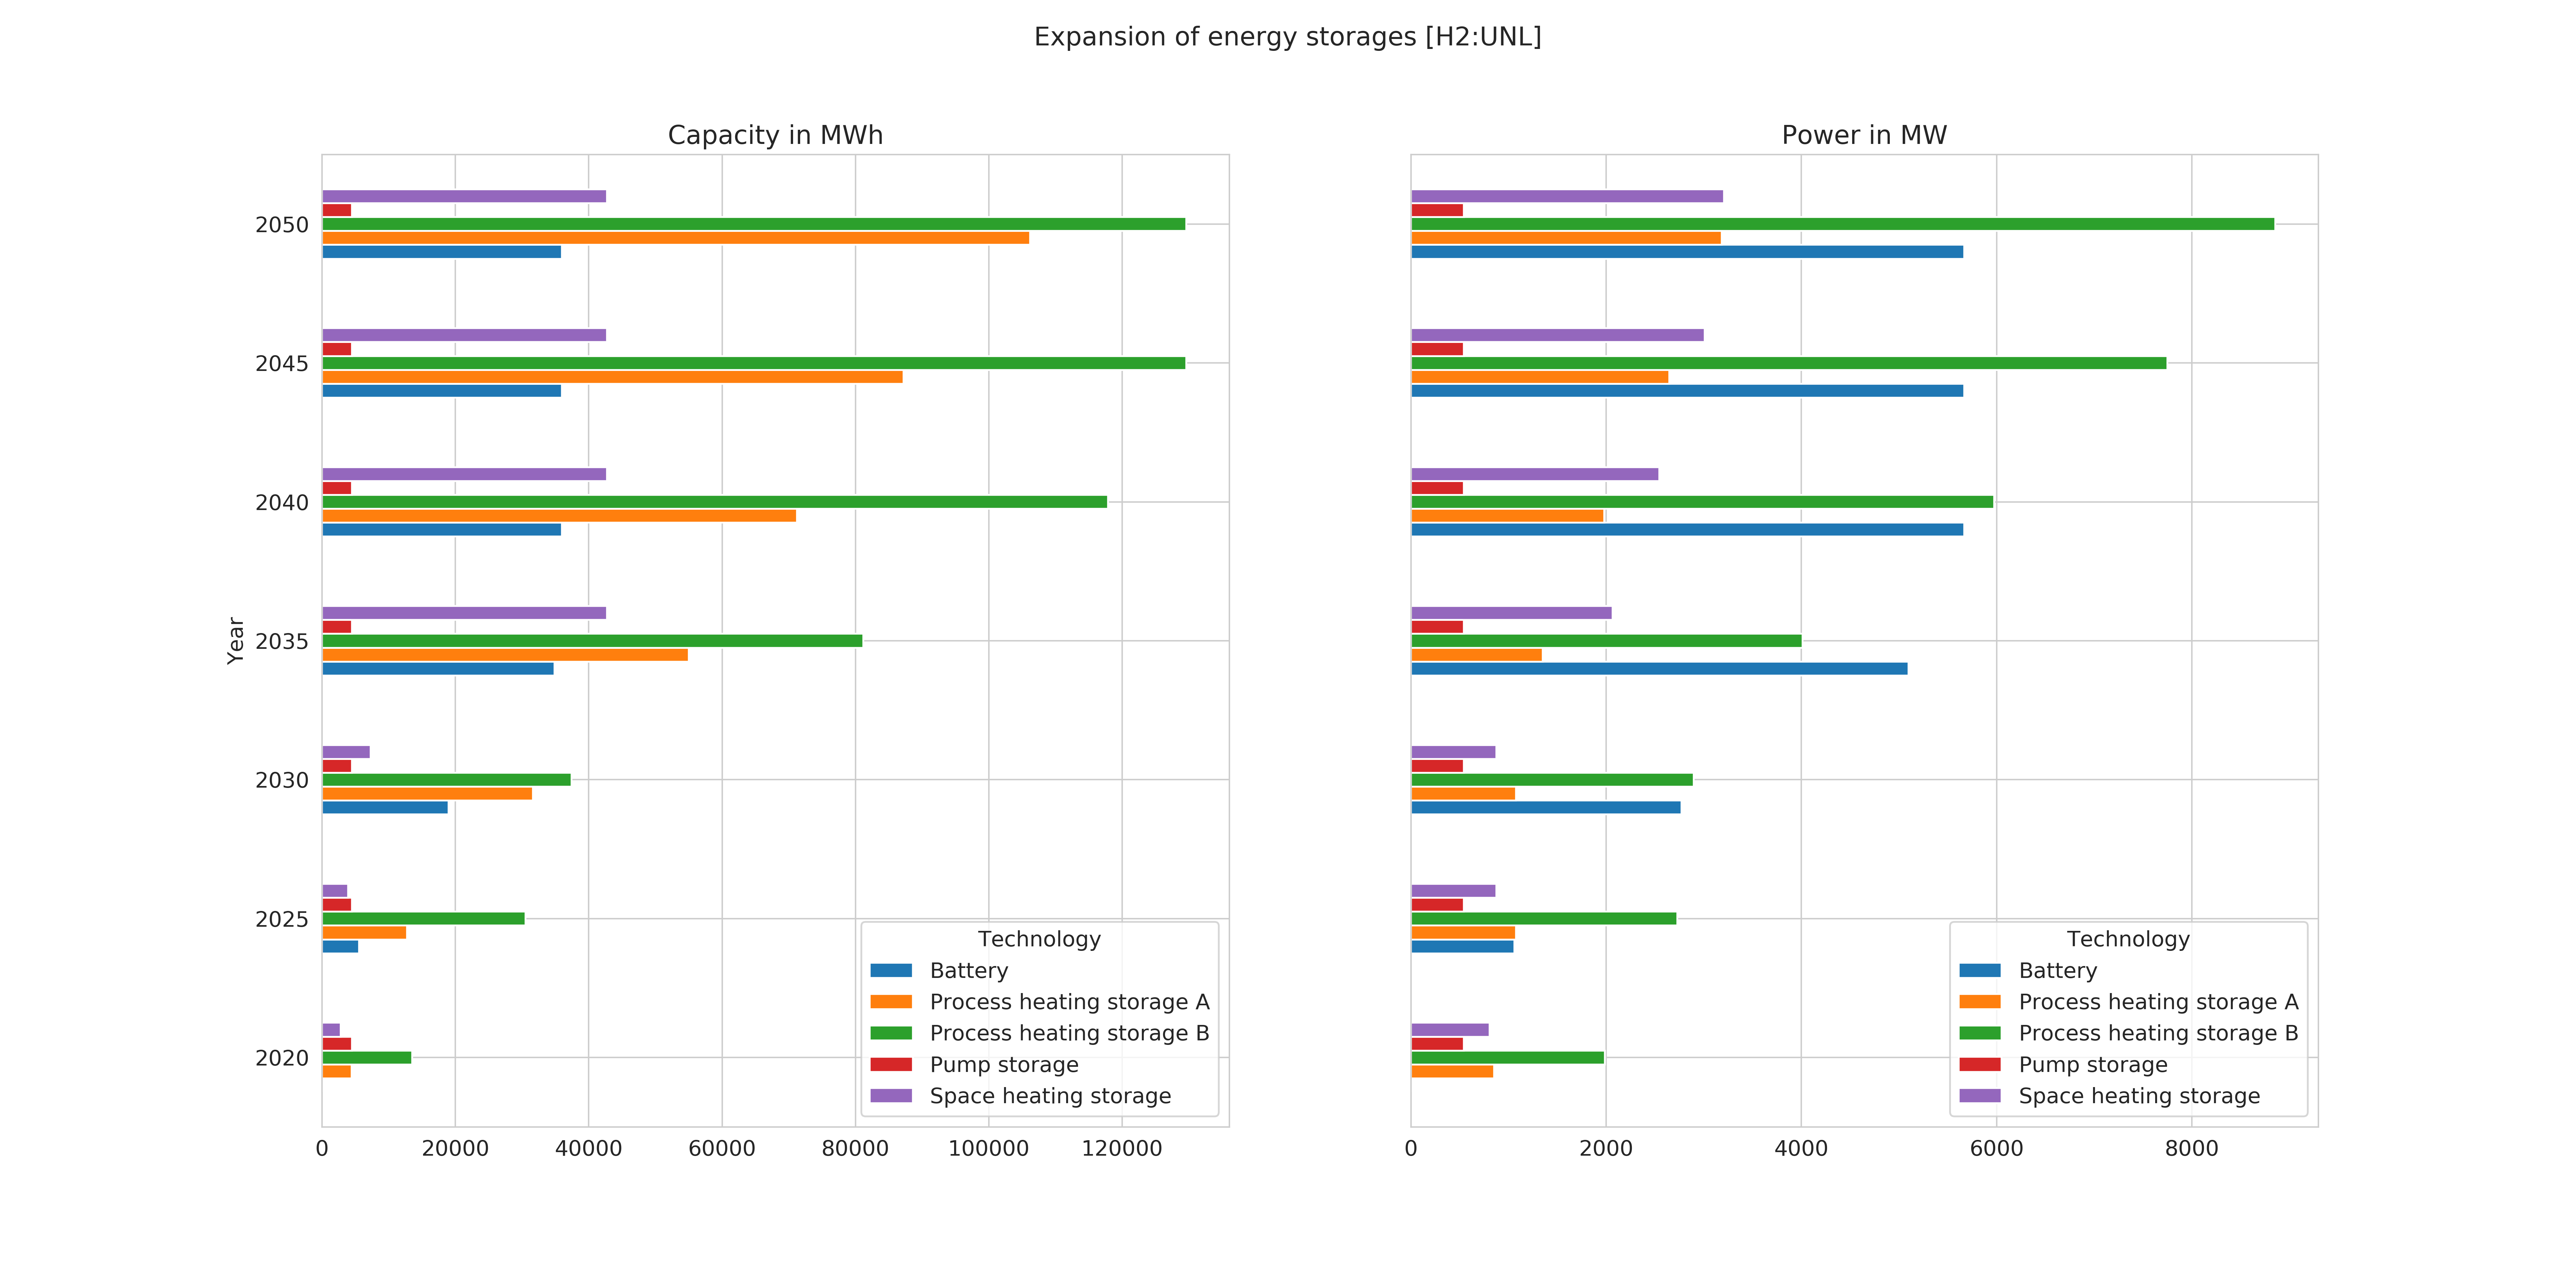 Expansion of energy storages [H2:UNL]
Capacity in MWh
Year
2050
2045
2040
2035
2030
2025
2020
0 20000 40000 60000 80000 100000 120000
Technology
Battery
Process heating storage A
Process heating storage B
Pump storage
Space heating storage
Power in MW
0 2000 4000 6000 8000
Technology
Battery
Process heating storage A
Process heating storage B
Pump storage
Space heating storage